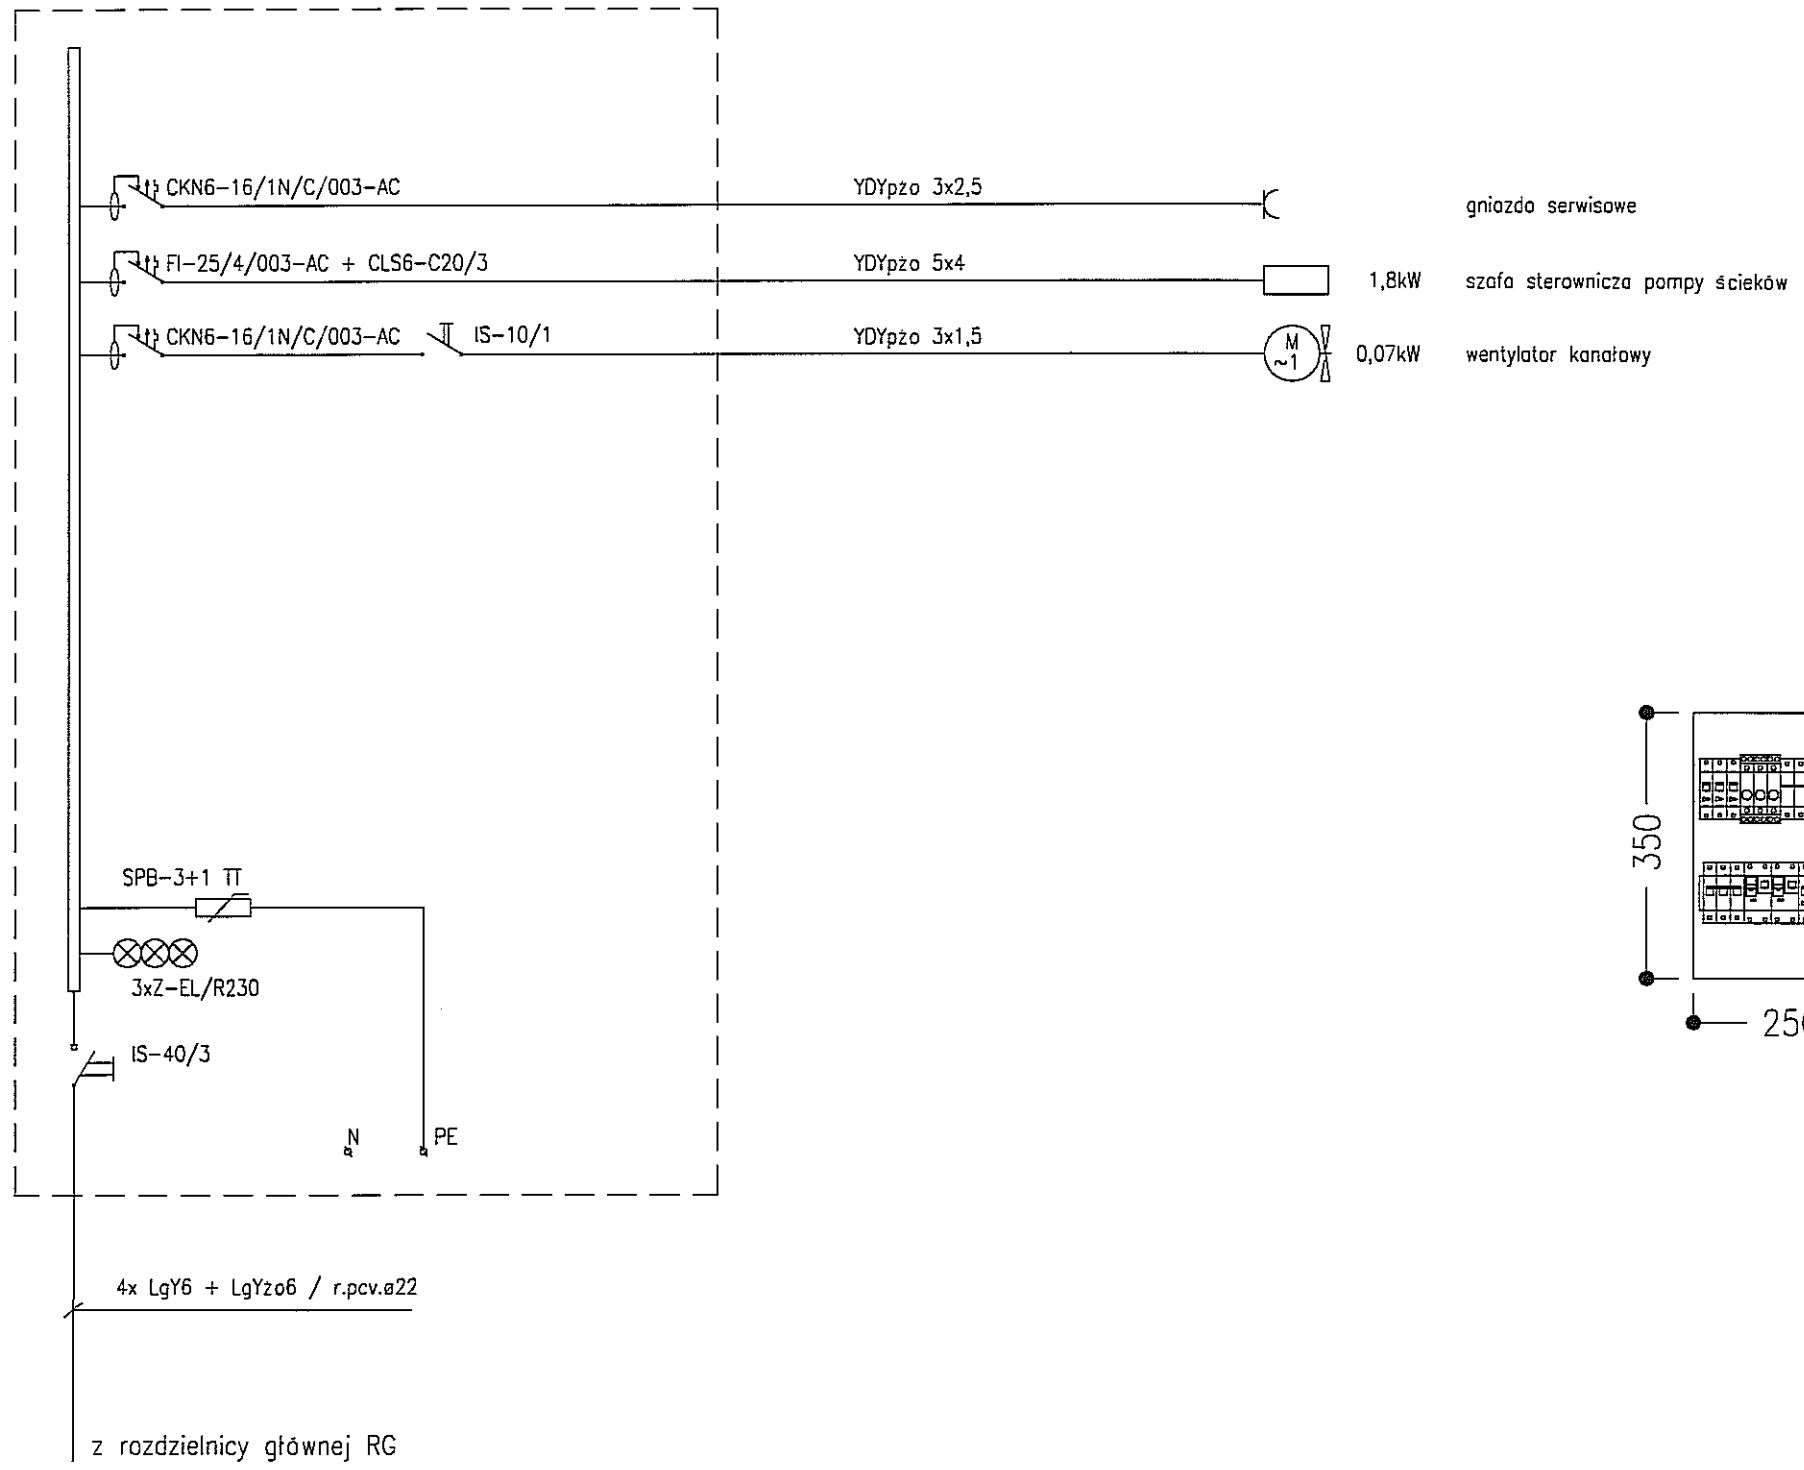 CKN6-16/1N/C/003-AC YDYpżo 3x2,5 gniazdo serwisowe
FI-25/4/003-AC + CLS6-C20/3 YDYpżo 5x4 1,8kW szafa sterownicza pompy ścieków
CKN6-16/1N/C/003-AC IS-10/1 YDYpżo 3x1,5 M ~1 0,07kW wentylator kanałowy
350
SPB-3+1 TT
3xZ-EL/R230
IS-40/3
N PE
4x LgY6 + LgYżo6 / r.pcv.ø22
z rozdzielnicy głównej RG